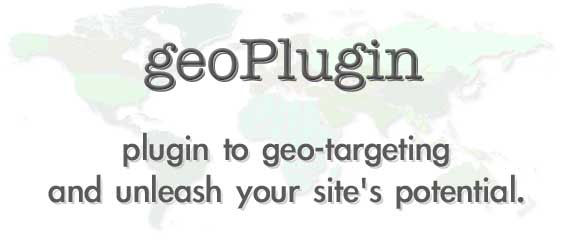 geoPlugin
plugin to geo-targeting
and unleash your site's potential.